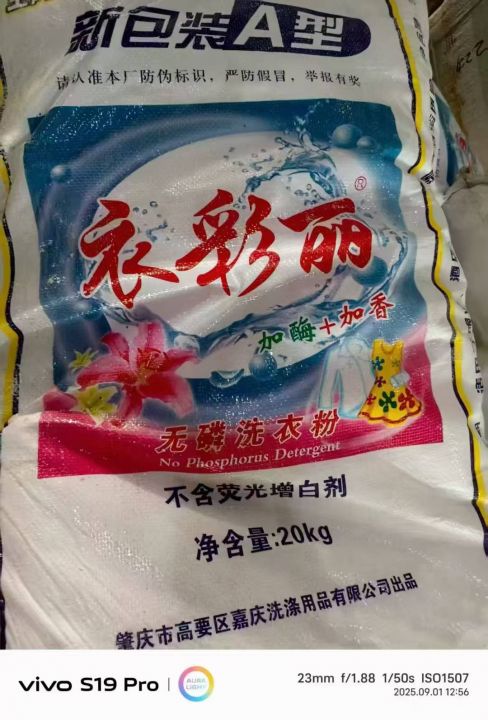 新包装A型
请认准本厂防伪标识，严防假冒，举报有奖
衣彩丽®
加酶+加香
无磷洗衣粉
No Phosphorus Detergent
不含荧光增白剂
净含量:20kg
肇庆市高要区嘉庆洗涤用品有限公司出品
vivo S19 Pro
AURA LIGHT
23mm f/1.88 1/50s ISO1507
2025.09.01 12:56